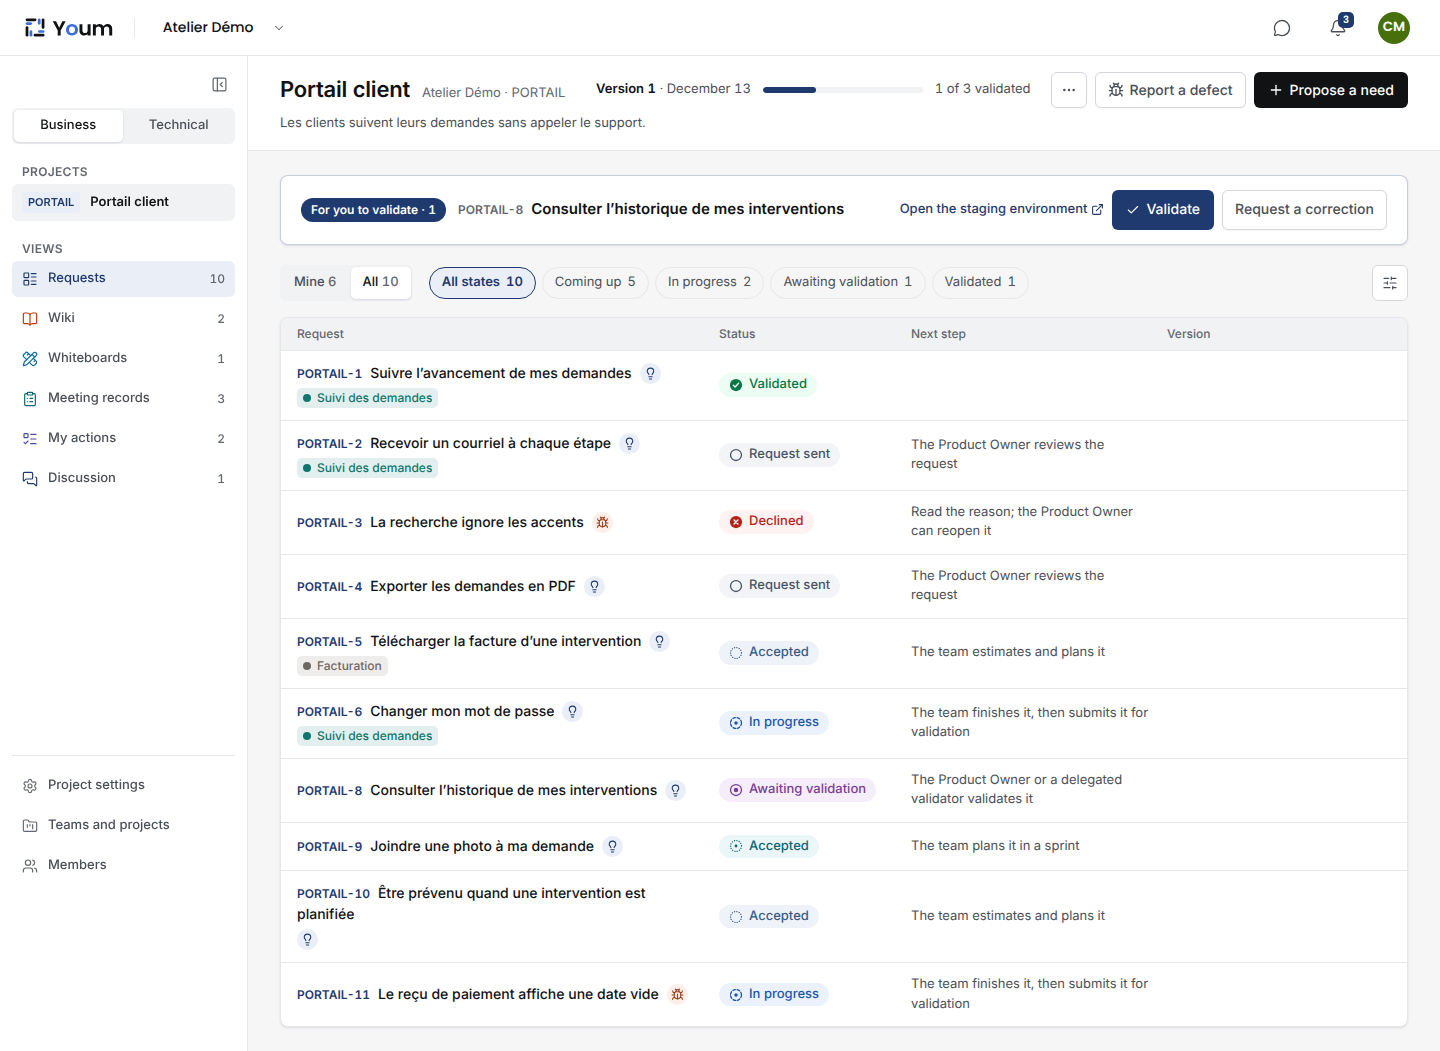 Youm
Atelier Démo
3
CM
Business
Technical
PROJECTS
PORTAIL Portail client
VIEWS
Requests 10
Wiki 2
Whiteboards 1
Meeting records 3
My actions 2
Discussion 1
Project settings
Teams and projects
Members
Portail client Atelier Démo · PORTAIL
Version 1 · December 13
1 of 3 validated
Report a defect
Propose a need
Les clients suivent leurs demandes sans appeler le support.
For you to validate · 1 PORTAIL-8 Consulter l’historique de mes interventions
Open the staging environment
Validate
Request a correction
Mine 6
All 10
All states 10
Coming up 5
In progress 2
Awaiting validation 1
Validated 1
Request Status Next step Version
PORTAIL-1 Suivre l’avancement de mes demandes
Suivi des demandes
Validated
PORTAIL-2 Recevoir un courriel à chaque étape
Suivi des demandes
Request sent
The Product Owner reviews the
request
PORTAIL-3 La recherche ignore les accents
Declined
Read the reason; the Product Owner
can reopen it
PORTAIL-4 Exporter les demandes en PDF
Request sent
The Product Owner reviews the
request
PORTAIL-5 Télécharger la facture d’une intervention
Facturation
Accepted
The team estimates and plans it
PORTAIL-6 Changer mon mot de passe
Suivi des demandes
In progress
The team finishes it, then submits it for
validation
PORTAIL-8 Consulter l’historique de mes interventions
Awaiting validation
The Product Owner or a delegated
validator validates it
PORTAIL-9 Joindre une photo à ma demande
Accepted
The team plans it in a sprint
PORTAIL-10 Être prévenu quand une intervention est
planifiée
Accepted
The team estimates and plans it
PORTAIL-11 Le reçu de paiement affiche une date vide
In progress
The team finishes it, then submits it for
validation